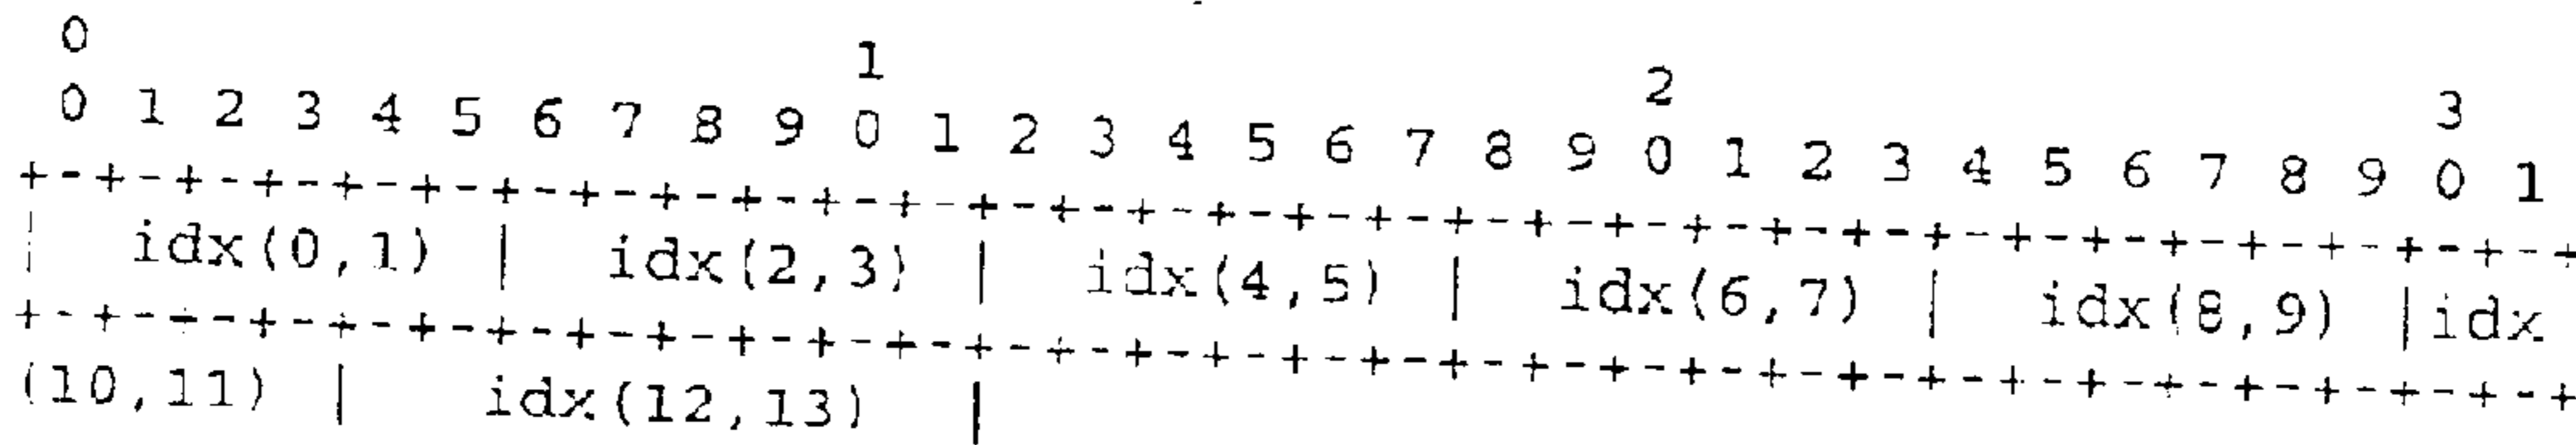 0                   1                   2                   3
 0 1 2 3 4 5 6 7 8 9 0 1 2 3 4 5 6 7 8 9 0 1 2 3 4 5 6 7 8 9 0 1
+-+-+-+-+-+-+-+-+-+-+-+-+-+-+-+-+-+-+-+-+-+-+-+-+-+-+-+-+-+-+-+-+
|  idx(0,1) |  idx(2,3) |  idx(4,5) |  idx(6,7) |  idx(8,9) |idx
+-+-+-+-+-+-+-+-+-+-+-+-+-+-+-+-+-+-+-+-+-+-+-+-+-+-+-+-+-+-+-+-+
(10,11) |   idx(12,13)  |